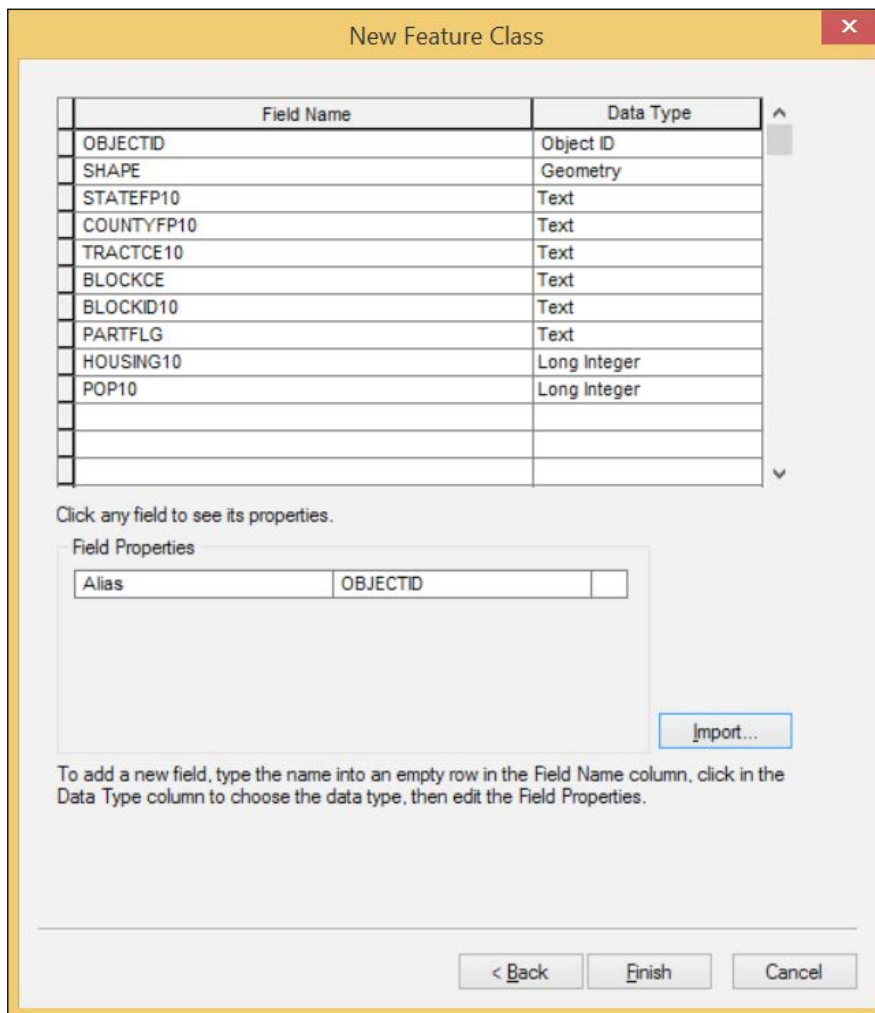 New Feature Class
Field Name Data Type
OBJECTID Object ID
SHAPE Geometry
STATEFP10 Text
COUNTYFP10 Text
TRACTCE10 Text
BLOCKCE Text
BLOCKID10 Text
PARTFLG Text
HOUSING10 Long Integer
POP10 Long Integer
Click any field to see its properties.
Field Properties
Alias OBJECTID
Import...
To add a new field, type the name into an empty row in the Field Name column, click in the
Data Type column to choose the data type, then edit the Field Properties.
< Back Finish Cancel